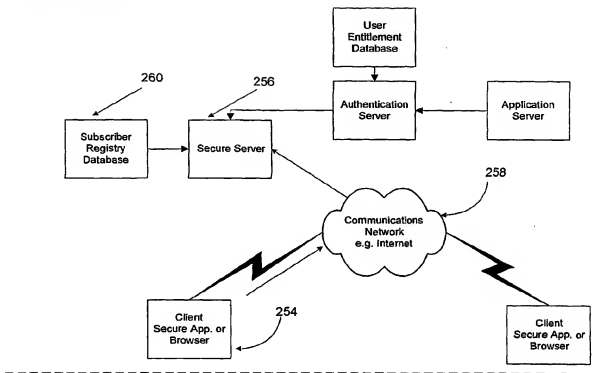 User
Entitlement
Database
260
256
Authentication
Server
Application
Server
Subscriber
Registry
Database
Secure Server
258
Communications
Network
e.g. Internet
Client
Secure App. or
Browser
254
Client
Secure App. or
Browser